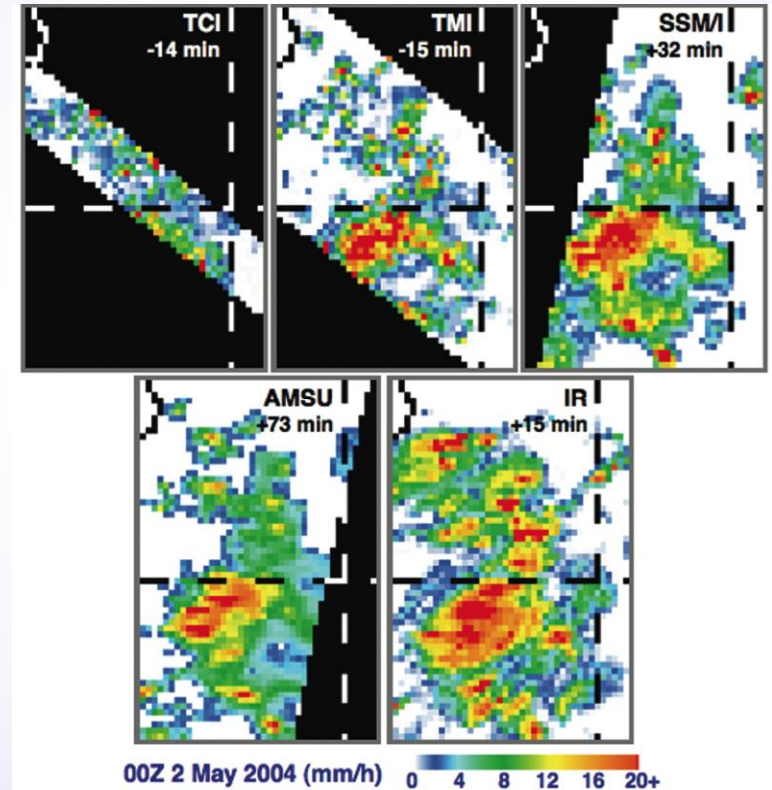 TCI
-14 min
TMI
-15 min
SSM/I
+32 min
AMSU
+73 min
IR
+15 min
00Z 2 May 2004 (mm/h)
0 4 8 12 16 20+